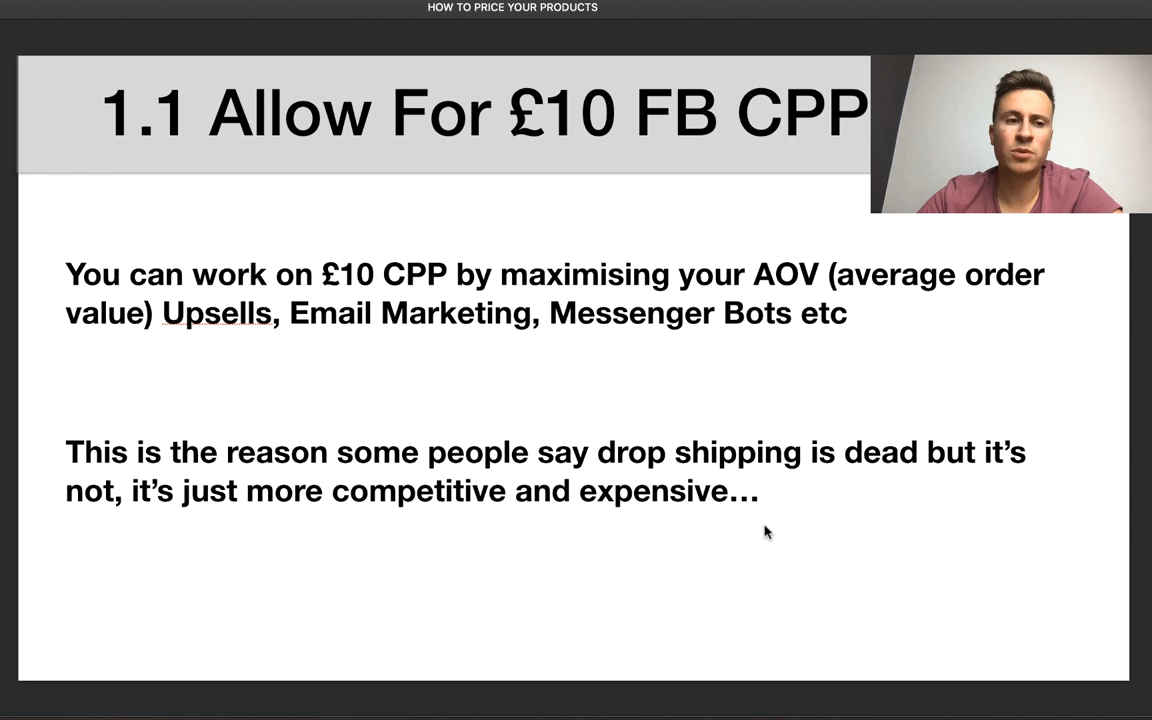 HOW TO PRICE YOUR PRODUCTS
1.1 Allow For £10 FB CPP
You can work on £10 CPP by maximising your AOV (average order
value) Upsells, Email Marketing, Messenger Bots etc
This is the reason some people say drop shipping is dead but it’s
not, it’s just more competitive and expensive…